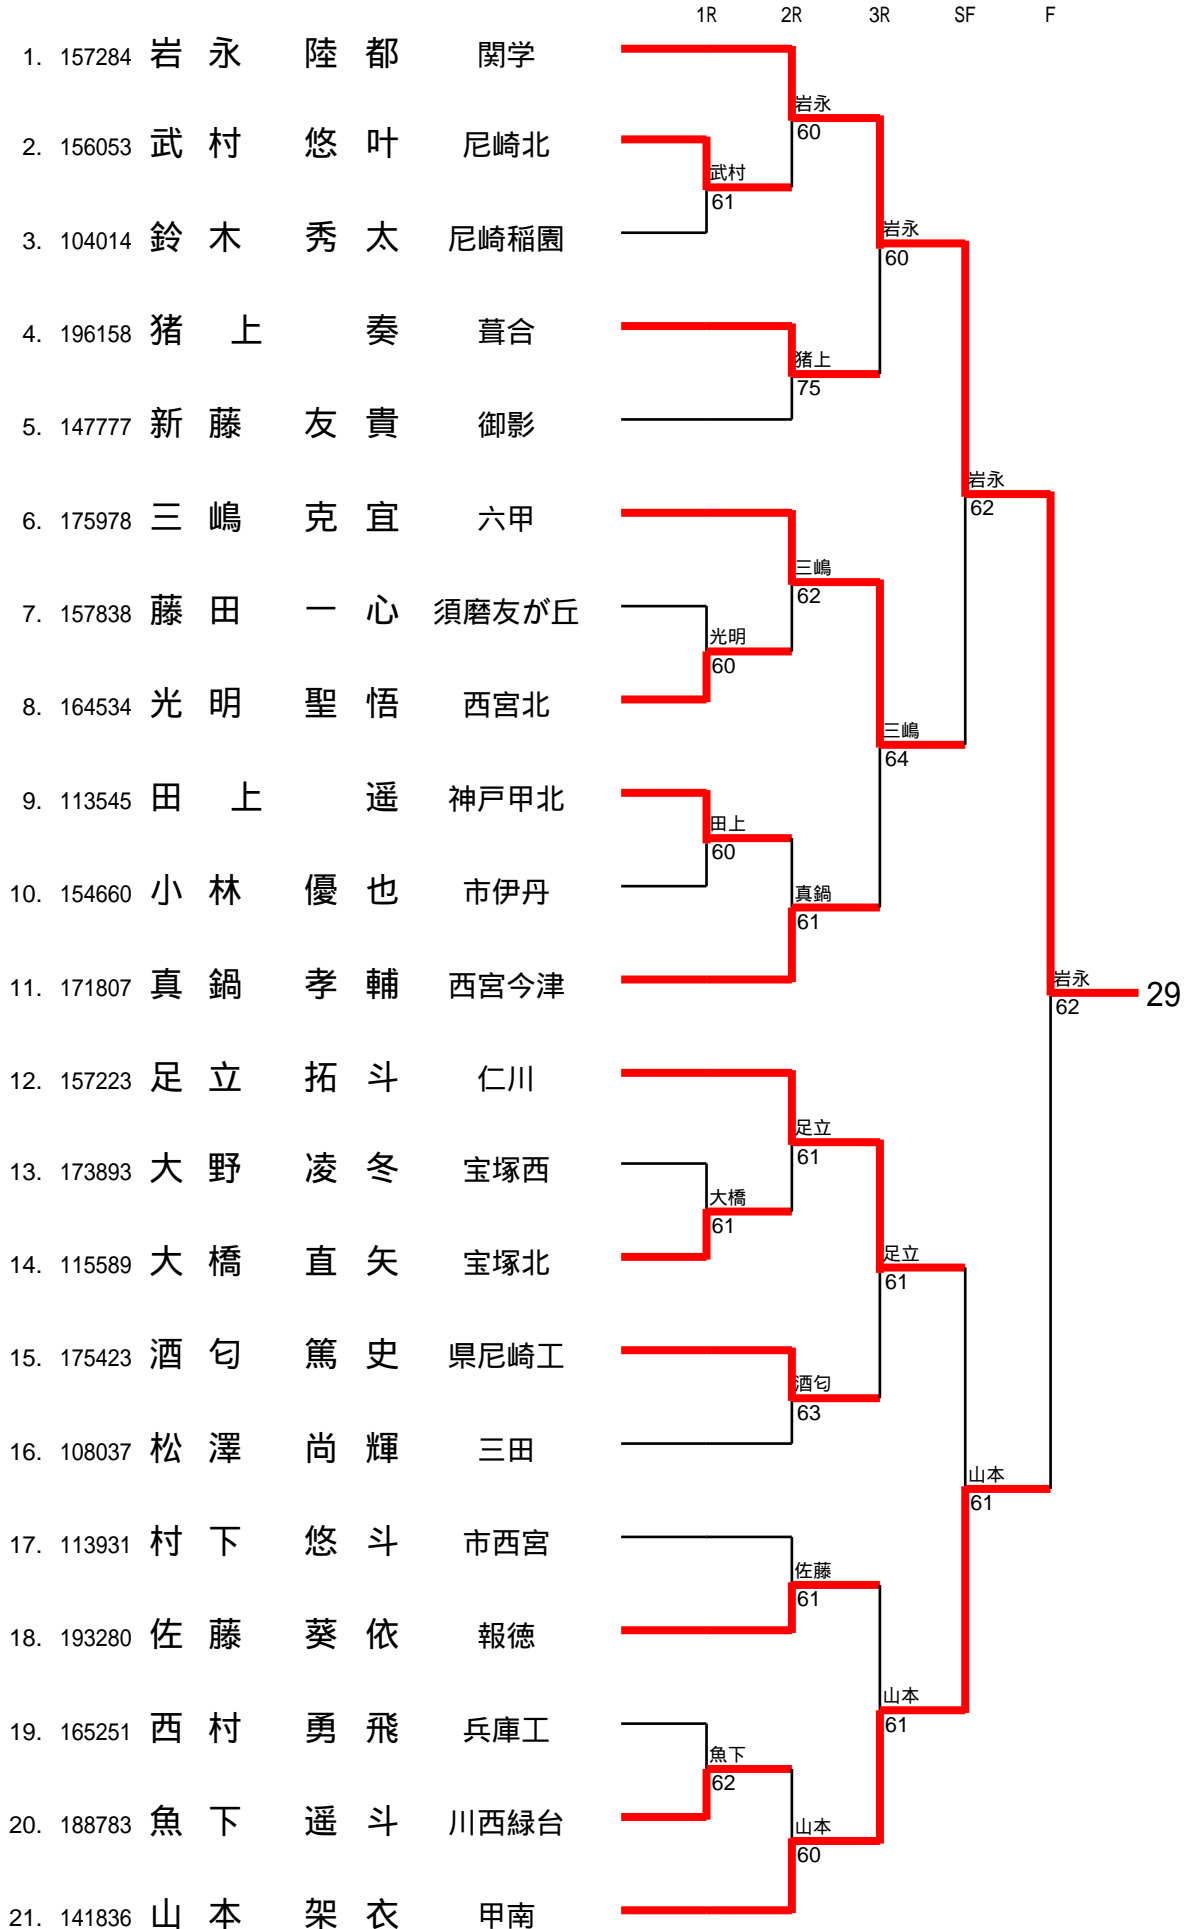 1R 2R 3R SF F
1. 157284 岩永 陸都 関学
岩永
60
2. 156053 武村 悠叶 尼崎北
武村
61
3. 104014 鈴木 秀太 尼崎稲園
岩永
60
4. 196158 猪上 奏 葺合
猪上
75
5. 147777 新藤 友貴 御影
岩永
62
6. 175978 三嶋 克宜 六甲
三嶋
62
7. 157838 藤田 一心 須磨友が丘
光明
60
8. 164534 光明 聖悟 西宮北
三嶋
64
9. 113545 田上 遥 神戸甲北
田上
60
10. 154660 小林 優也 市伊丹
真鍋
61
11. 171807 真鍋 孝輔 西宮今津
岩永
62
29
12. 157223 足立 拓斗 仁川
足立
61
13. 173893 大野 凌冬 宝塚西
大橋
61
14. 115589 大橋 直矢 宝塚北
足立
61
15. 175423 酒匂 篤史 県尼崎工
酒匂
63
16. 108037 松澤 尚輝 三田
山本
61
17. 113931 村下 悠斗 市西宮
佐藤
61
18. 193280 佐藤 葵依 報徳
山本
61
19. 165251 西村 勇飛 兵庫工
魚下
62
20. 188783 魚下 遥斗 川西緑台
山本
60
21. 141836 山本 架衣 甲南